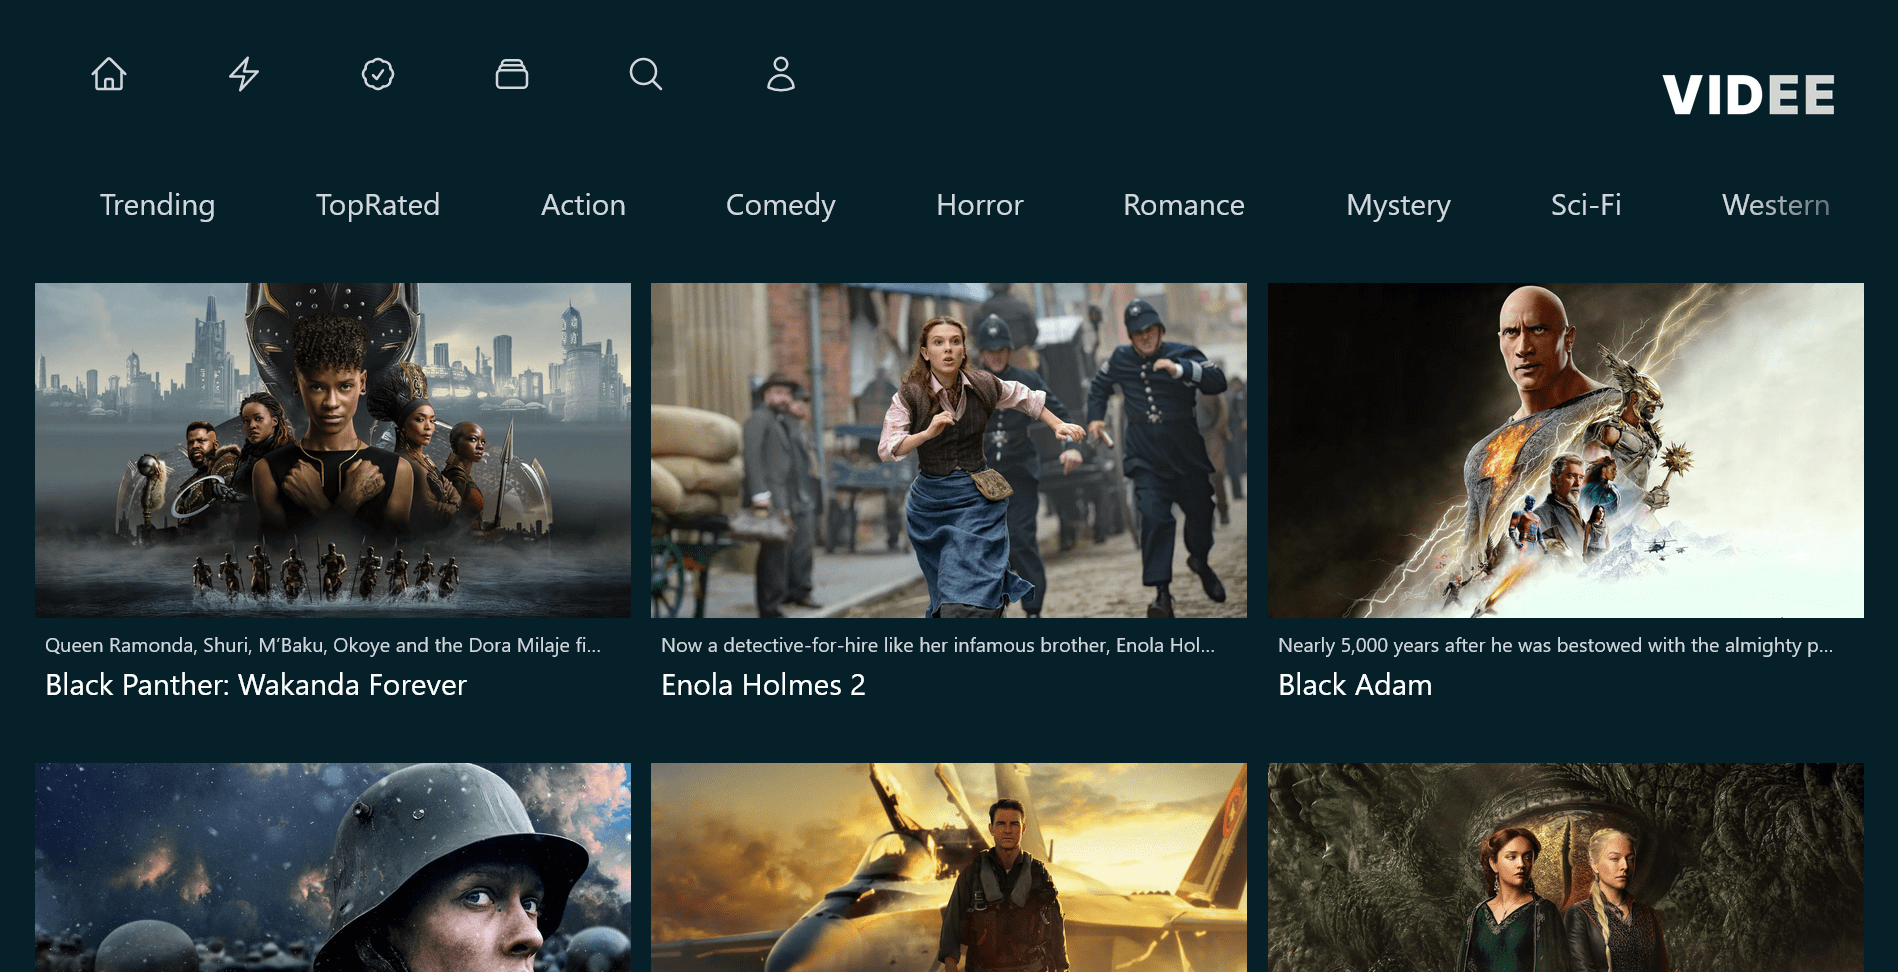 VIDEE
Trending TopRated Action Comedy Horror Romance Mystery Sci-Fi Western
Queen Ramonda, Shuri, M‘Baku, Okoye and the Dora Milaje fi...
Black Panther: Wakanda Forever
Now a detective-for-hire like her infamous brother, Enola Hol...
Enola Holmes 2
Nearly 5,000 years after he was bestowed with the almighty p...
Black Adam